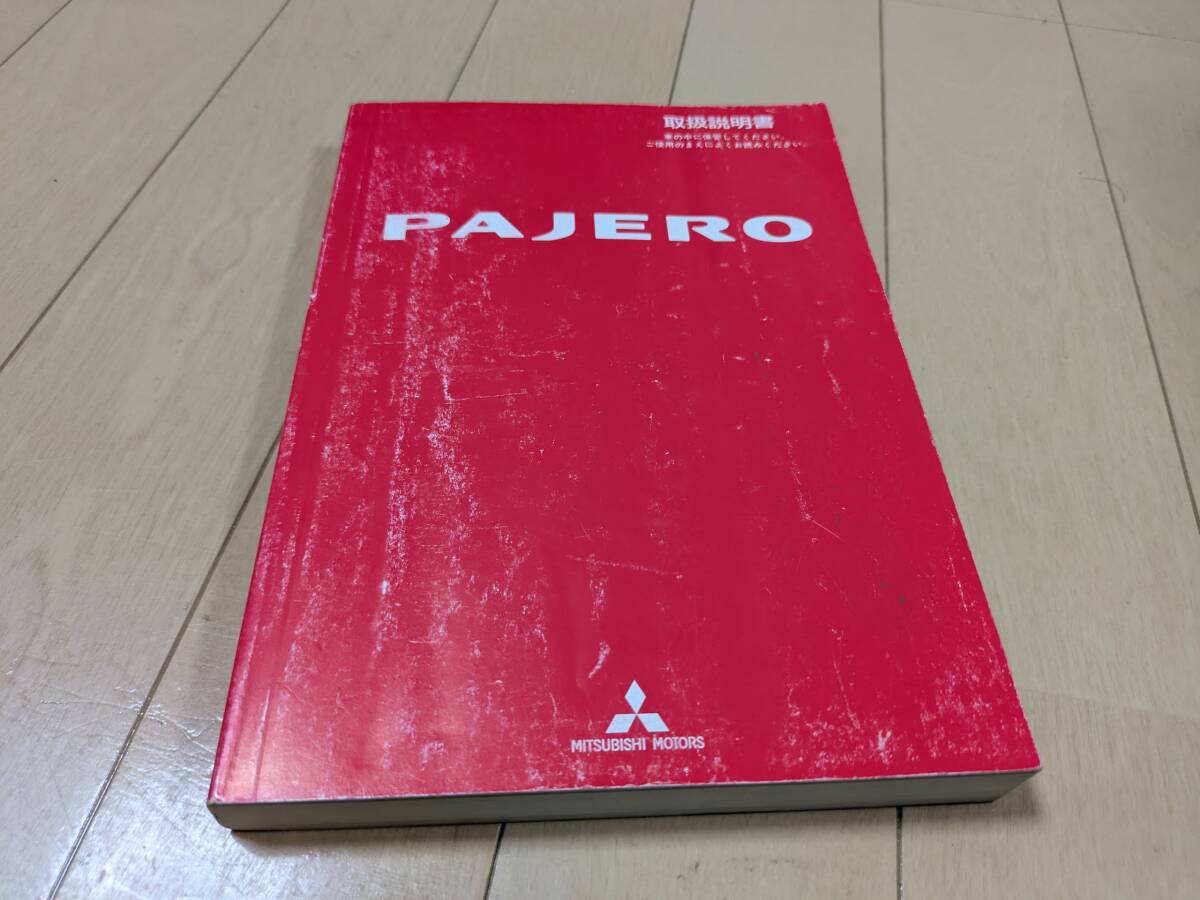 取扱説明書
車の中に保管してください。
ご使用のまえによくお読みください。
PAJERO
MITSUBISHI MOTORS